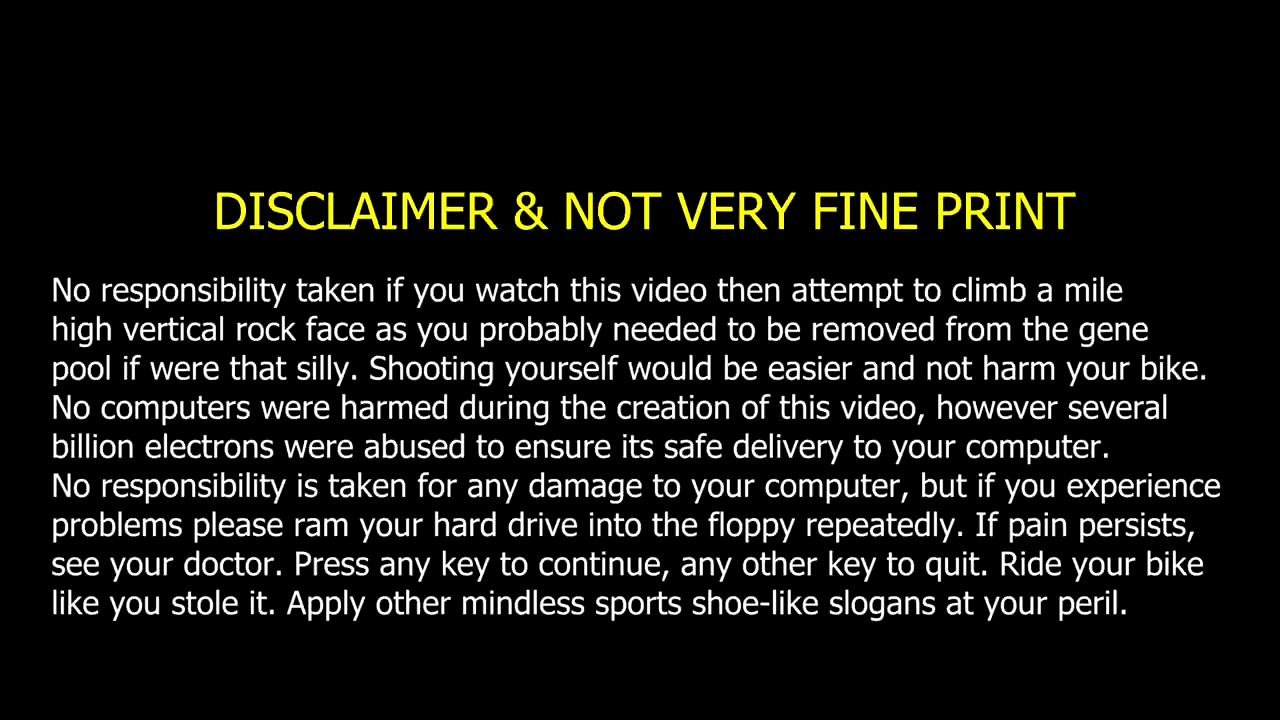 DISCLAIMER & NOT VERY FINE PRINT
No responsibility taken if you watch this video then attempt to climb a mile
high vertical rock face as you probably needed to be removed from the gene
pool if were that silly. Shooting yourself would be easier and not harm your bike.
No computers were harmed during the creation of this video, however several
billion electrons were abused to ensure its safe delivery to your computer.
No responsibility is taken for any damage to your computer, but if you experience
problems please ram your hard drive into the floppy repeatedly. If pain persists,
see your doctor. Press any key to continue, any other key to quit. Ride your bike
like you stole it. Apply other mindless sports shoe-like slogans at your peril.